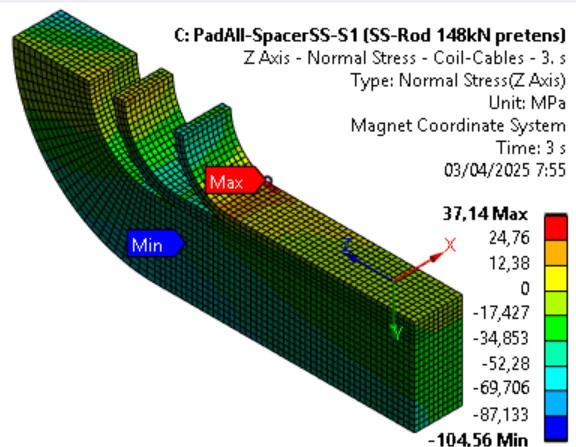 C: PadAll-SpacerSS-S1 (SS-Rod 148kN pretens)
Z Axis - Normal Stress - Coil-Cables - 3. s
Type: Normal Stress(Z Axis)
Unit: MPa
Magnet Coordinate System
Time: 3 s
03/04/2025 7:55
Max
Min
Z
X
Y
37,14 Max
24,76
12,38
0
-17,427
-34,853
-52,28
-69,706
-87,133
-104,56 Min